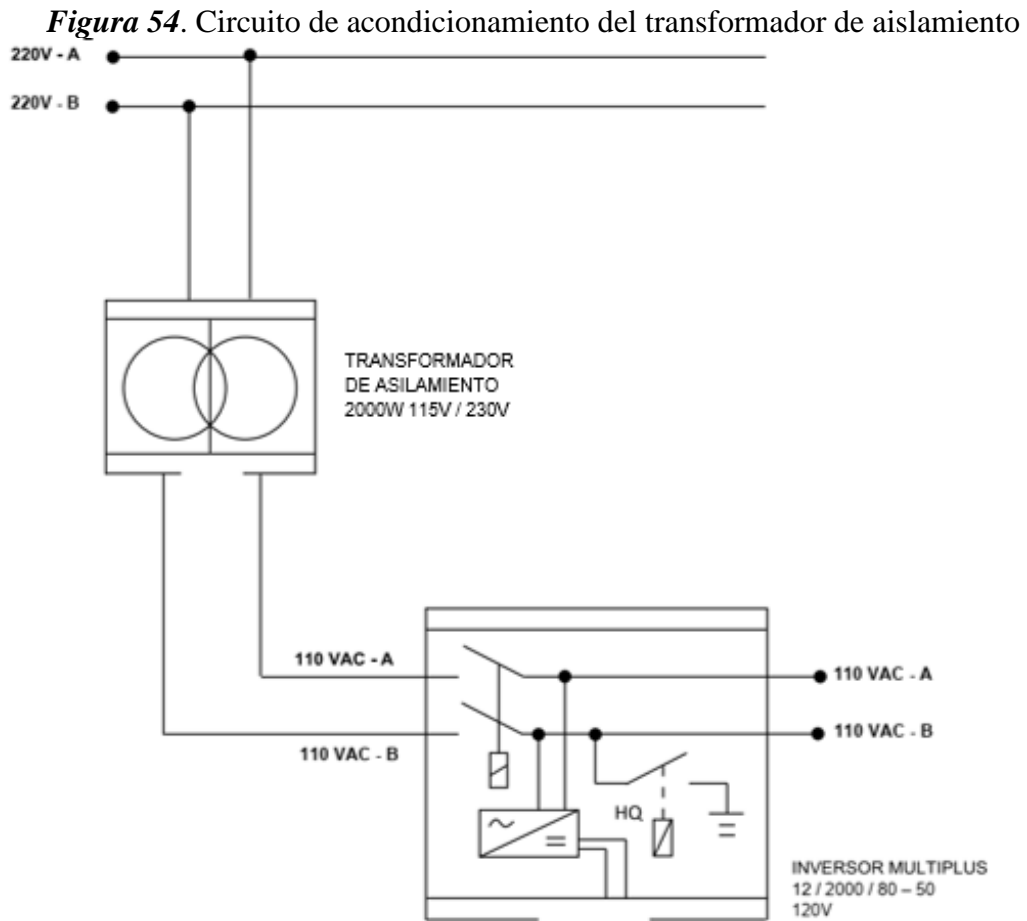 Figura 54. Circuito de acondicionamiento del transformador de aislamiento
220V - A
220V - B
TRANSFORMADOR
DE ASILAMIENTO
2000W 115V / 230V
110 VAC - A
110 VAC - A
110 VAC - B
110 VAC - B
HQ
INVERSOR MULTIPLUS
12 / 2000 / 80 – 50
120V